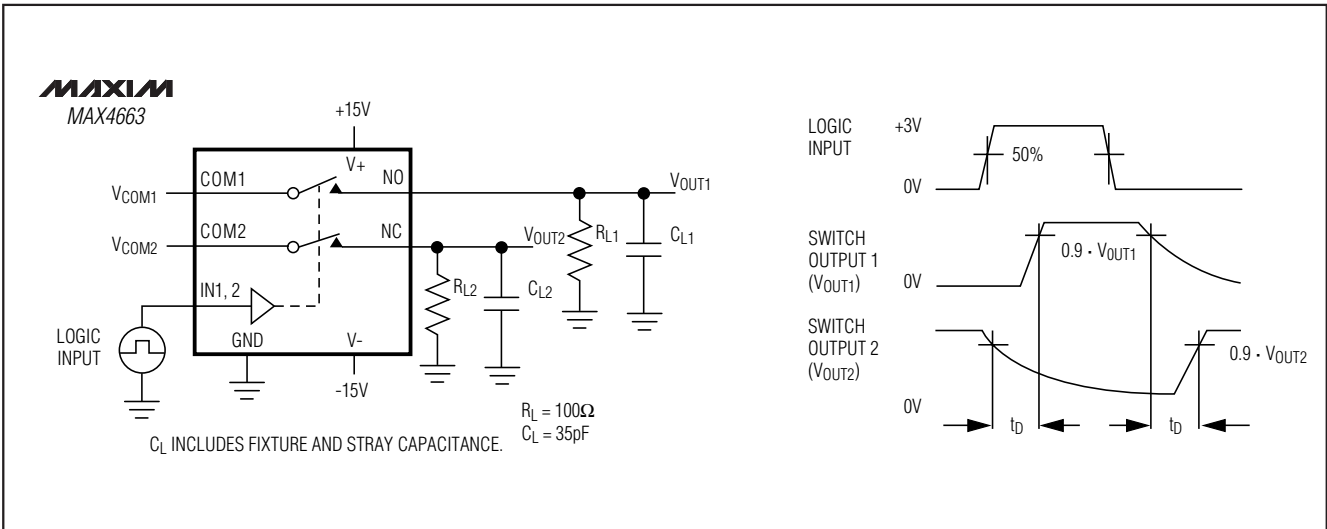 MAXIM
MAX4663
+15V
V+
COM1
NO
VCOM1
VOUT1
COM2
NC
VCOM2
VOUT2
RL1
CL1
RL2
CL2
IN1, 2
LOGIC
INPUT
GND
V-
-15V
RL = 100Ω
CL = 35pF
CL INCLUDES FIXTURE AND STRAY CAPACITANCE.
LOGIC
INPUT
+3V
50%
0V
SWITCH
OUTPUT 1
(VOUT1)
0.9 · VOUT1
0V
SWITCH
OUTPUT 2
(VOUT2)
0.9 · VOUT2
0V
tD
tD